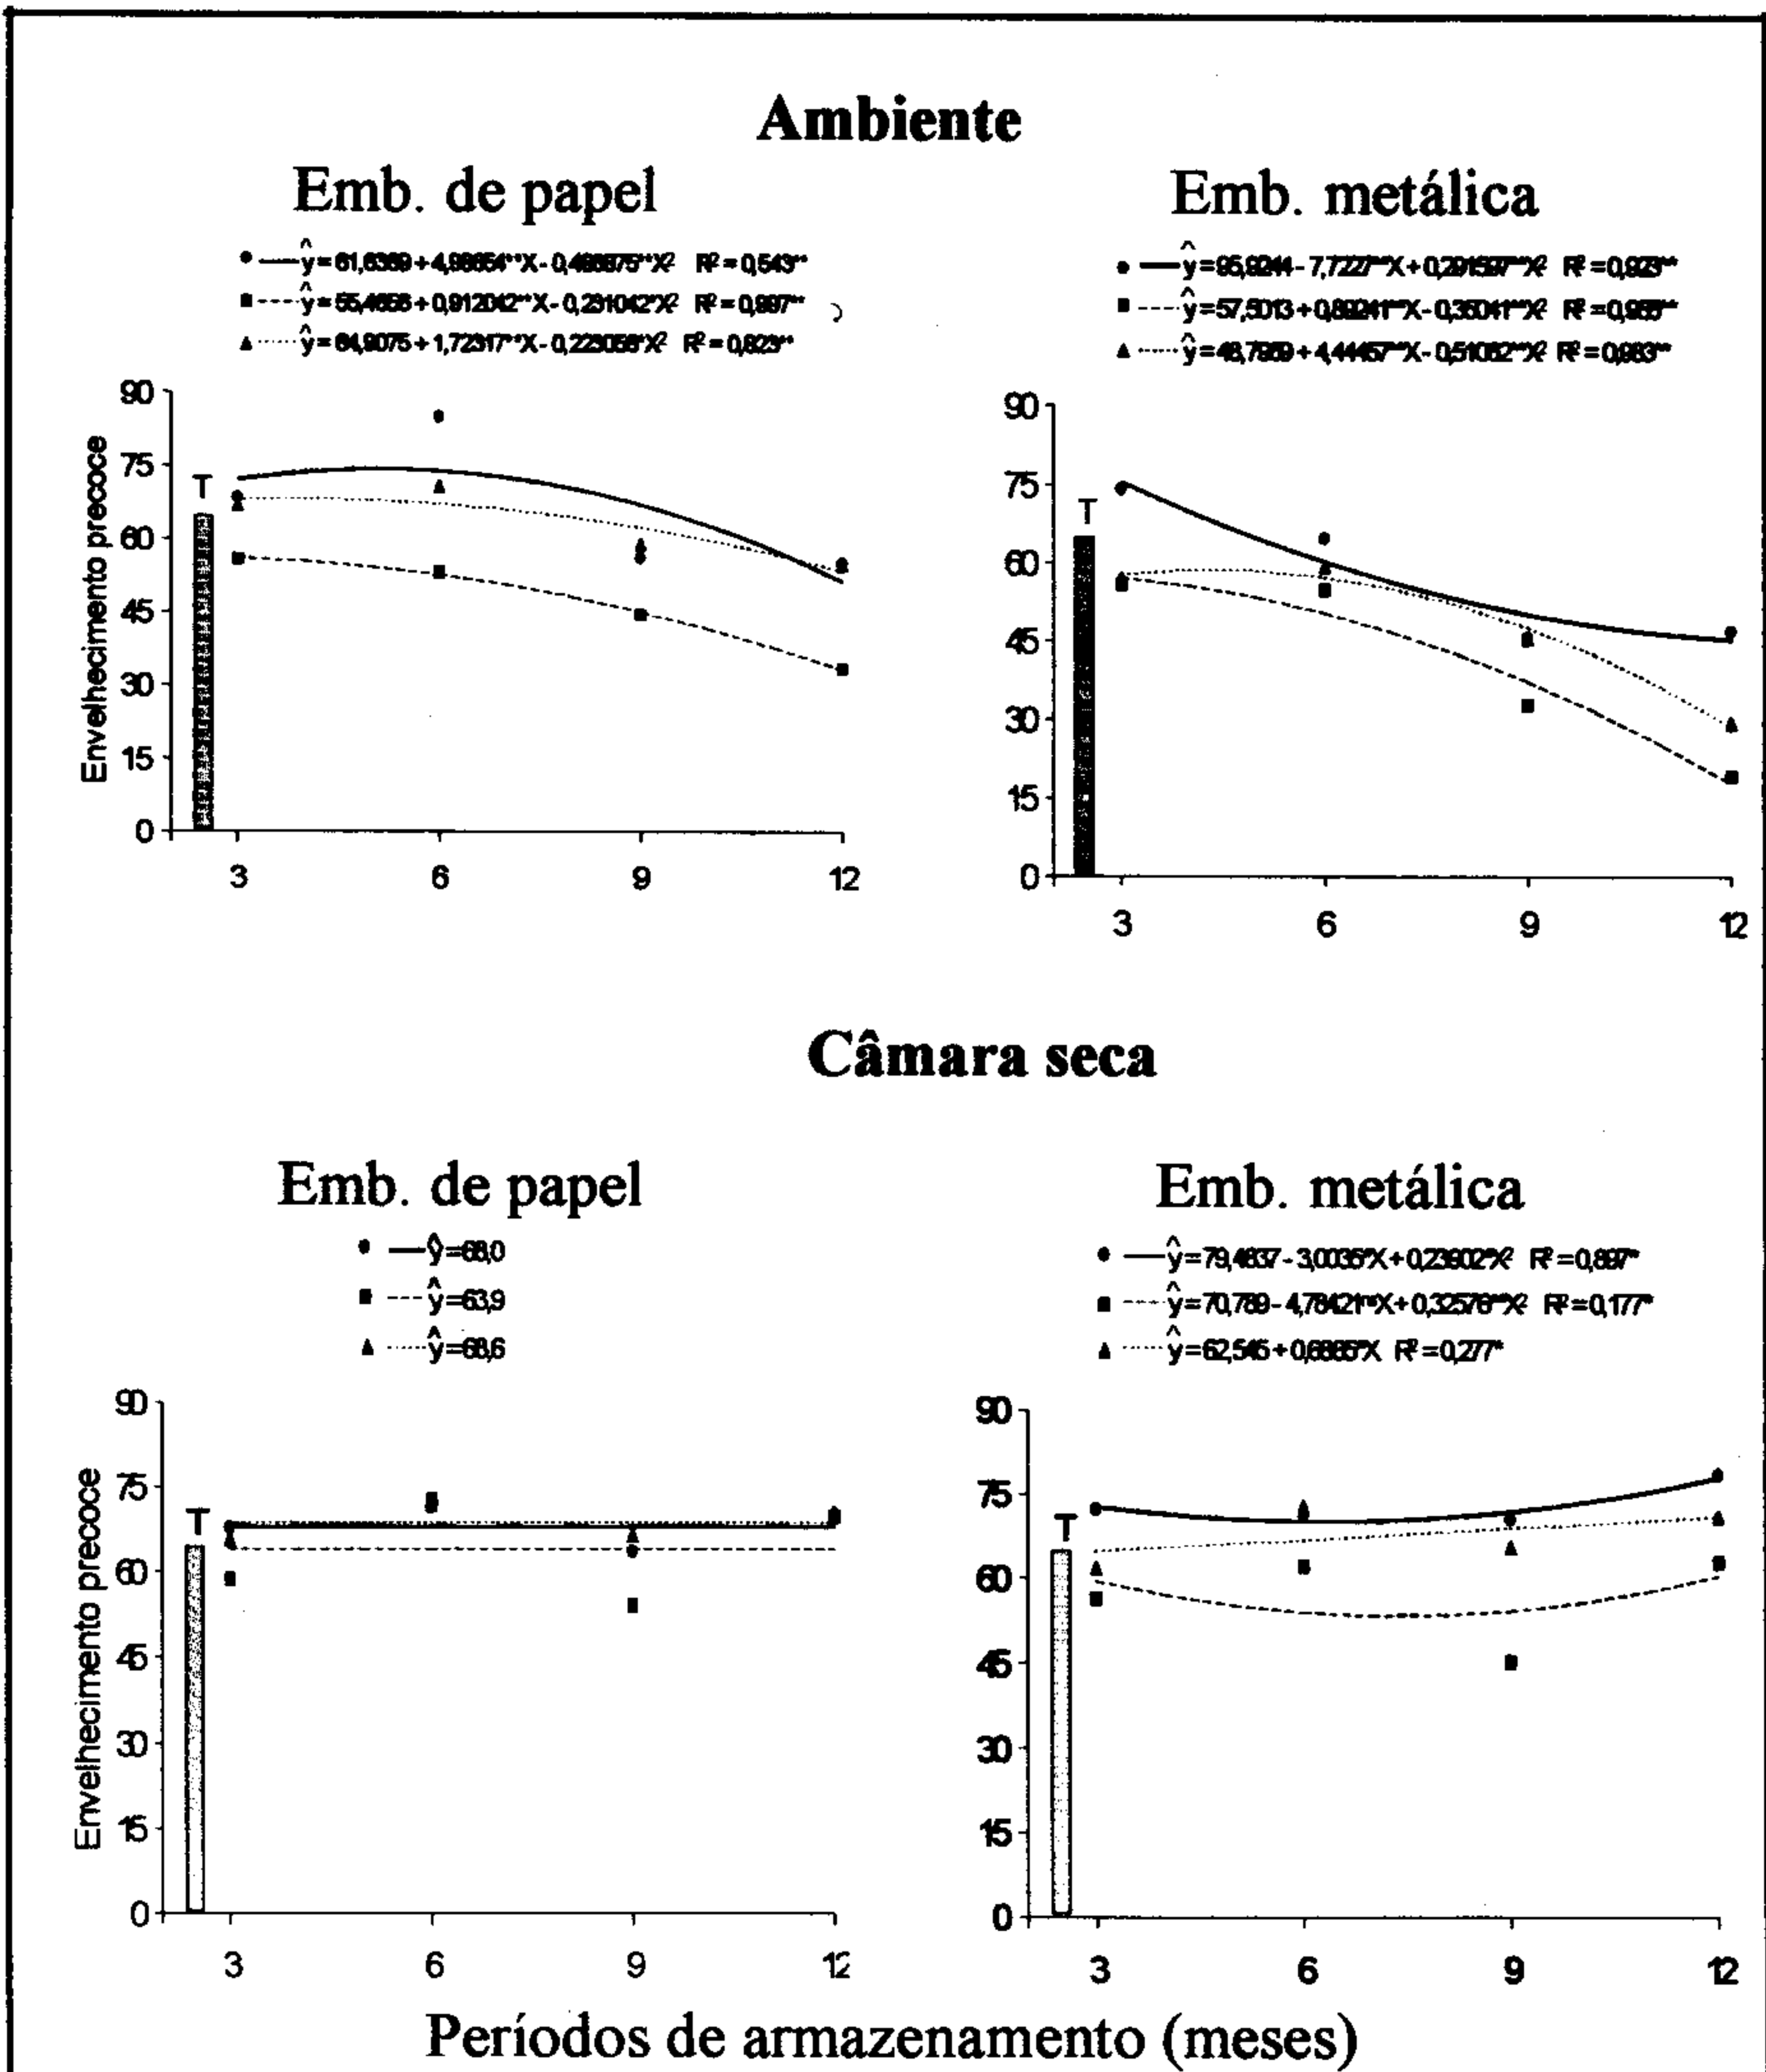 Ambiente
Emb. de papel
ŷ = 61,6369 + 4,98654**X - 0,486875**X² R² = 0,543**
ŷ = 55,4656 + 0,912042**X - 0,231042*X² R² = 0,997**
ŷ = 64,9075 + 1,72317**X - 0,223056*X² R² = 0,823**
Envelhecimento precoce
90
75
60
45
30
15
0
T
3 6 9 12
Emb. metálica
ŷ = 95,9244 - 7,7227**X + 0,291597**X² R² = 0,923**
ŷ = 57,5013 + 0,89241**X - 0,35041**X² R² = 0,955**
ŷ = 48,7959 + 4,44457**X - 0,51062**X² R² = 0,983**
90
75
60
45
30
15
0
T
3 6 9 12
Câmara seca
Emb. de papel
ŷ = 68,0
ŷ = 63,9
ŷ = 68,6
Envelhecimento precoce
90
75
60
45
30
15
0
T
3 6 9 12
Emb. metálica
ŷ = 79,4837 - 3,0035*X + 0,23902*X² R² = 0,897*
ŷ = 70,789 - 4,78421**X + 0,32576**X² R² = 0,177*
ŷ = 62,545 + 0,6885*X R² = 0,277*
90
75
60
45
30
15
0
T
3 6 9 12
Períodos de armazenamento (meses)